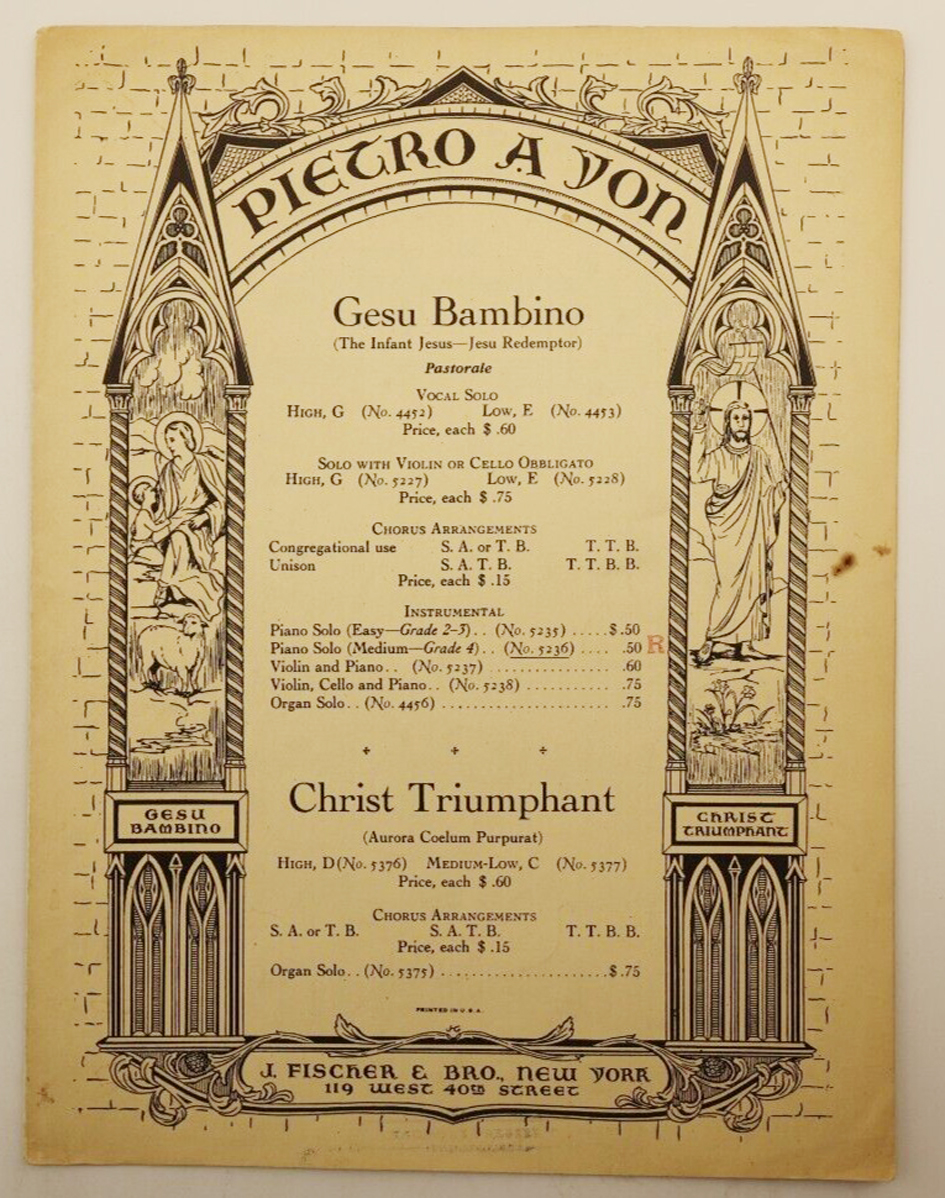 PIETRO A YON
Gesu Bambino
(The Infant Jesus—Jesu Redemptor)
Pastorale
VOCAL SOLO
HIGH, G (No. 4452) LOW, E (No. 4453)
Price, each $ .60
SOLO WITH VIOLIN OR CELLO OBBLIGATO
HIGH, G (No. 5227) LOW, E (No. 5228)
Price, each $ .75
CHORUS ARRANGEMENTS
Congregational use S. A. or T. B. T. T. B.
Unison S. A. T. B. T. T. B. B.
Price, each $ .15
INSTRUMENTAL
Piano Solo (Easy—Grade 2-3) . . (No. 5235) . . . . . $ .50
Piano Solo (Medium—Grade 4) . . (No. 5236) . . . . .50 R
Violin and Piano . . (No. 5237) . . . . . . . . . . . .60
Violin, Cello and Piano . . (No. 5238) . . . . . . . . . . .75
Organ Solo . . (No. 4456) . . . . . . . . . . . . . . . . . . .75
Christ Triumphant
(Aurora Coelum Purpurat)
HIGH, D (No. 5376) MEDIUM-LOW, C (No. 5377)
Price, each $ .60
CHORUS ARRANGEMENTS
S. A. or T. B. S. A. T. B. T. T. B. B.
Price, each $ .15
Organ Solo . . (No. 5375) . . . . . . . . . . . . . . . . . . $ .75
GESU
BAMBINO
CHRIST
TRIUMPHANT
PRINTED IN U. S. A.
J. FISCHER & BRO., NEW YORK
119 WEST 40TH STREET